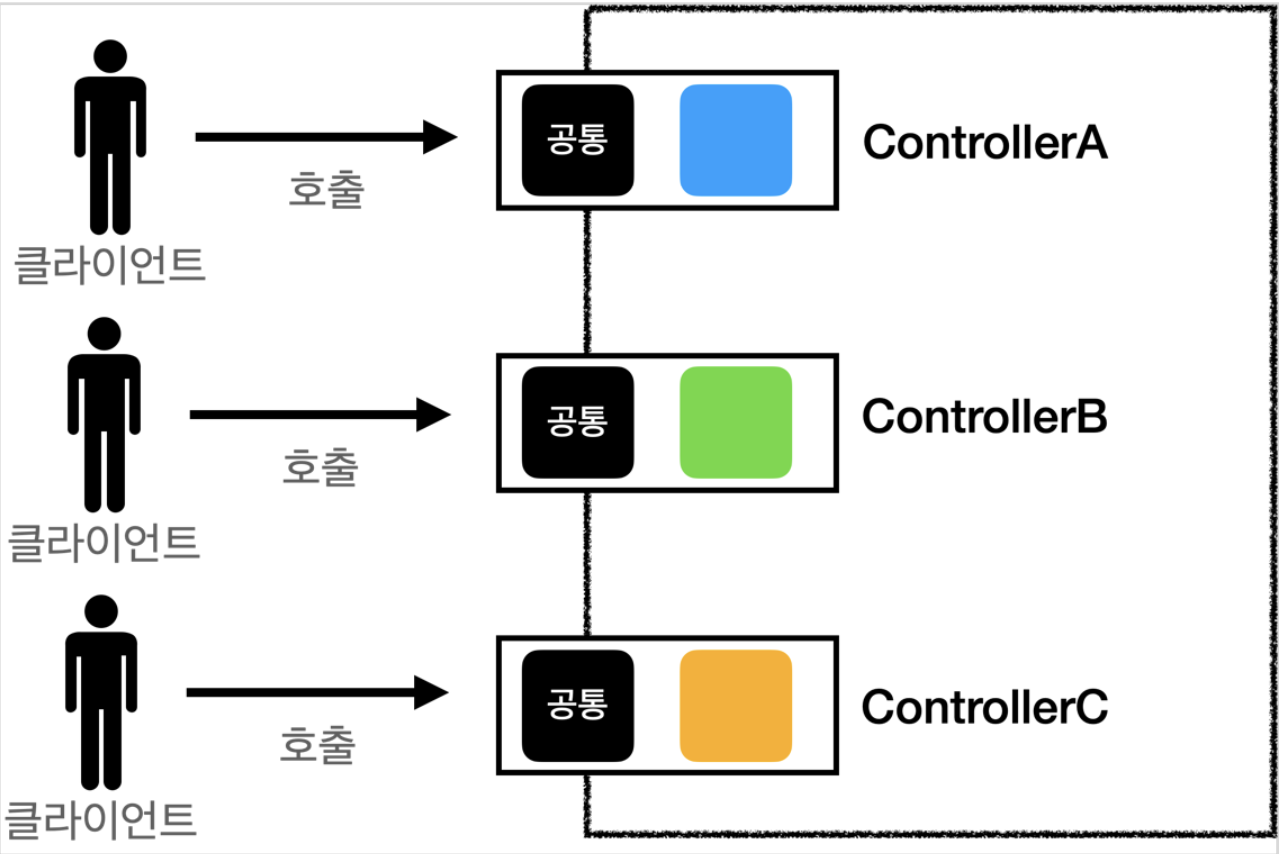 공통
ControllerA
호출
클라이언트
공통
ControllerB
호출
클라이언트
공통
ControllerC
호출
클라이언트